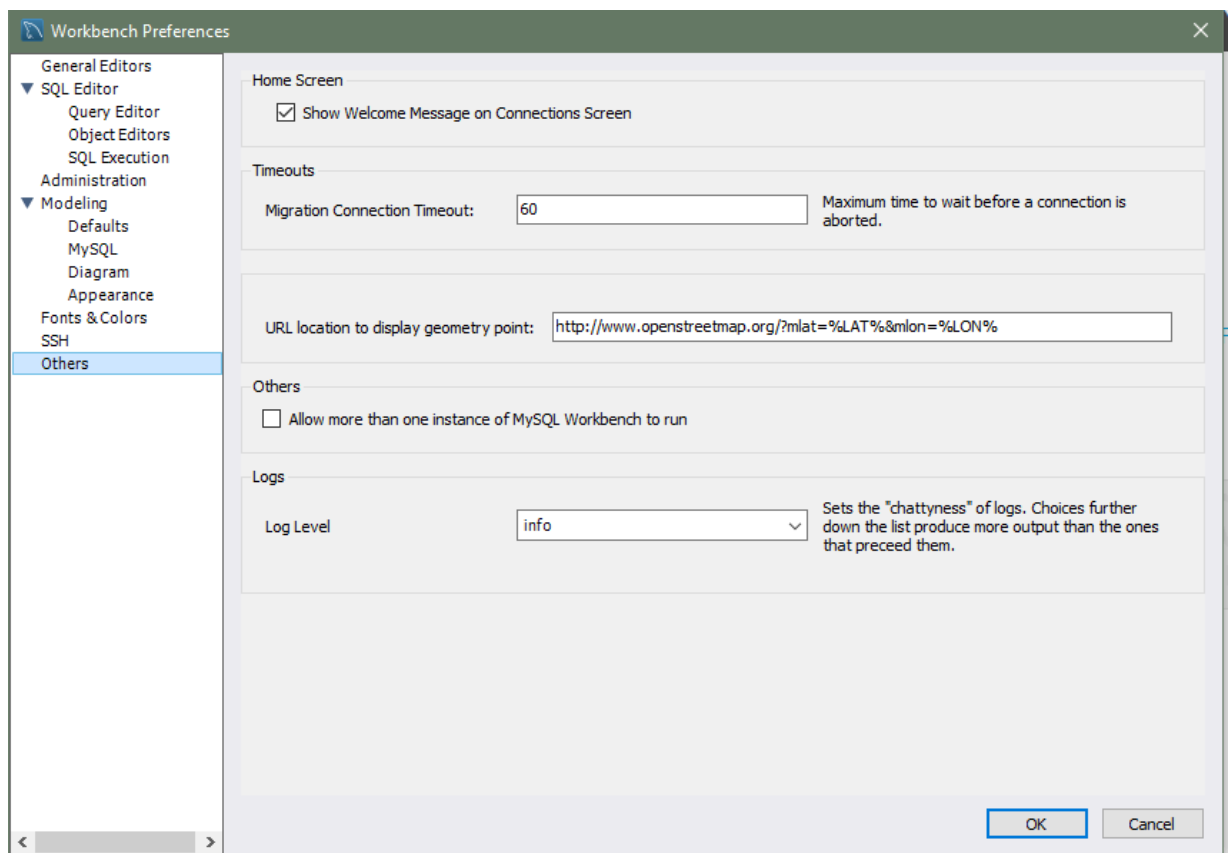 Workbench Preferences
General Editors
SQL Editor
Query Editor
Object Editors
SQL Execution
Administration
Modeling
Defaults
MySQL
Diagram
Appearance
Fonts & Colors
SSH
Others
Home Screen
Show Welcome Message on Connections Screen
Timeouts
Migration Connection Timeout:
60
Maximum time to wait before a connection is
aborted.
URL location to display geometry point:
http://www.openstreetmap.org/?mlat=%LAT%&mlon=%LON%
Others
Allow more than one instance of MySQL Workbench to run
Logs
Log Level
info
Sets the "chattyness" of logs. Choices further
down the list produce more output than the ones
that preceed them.
OK
Cancel